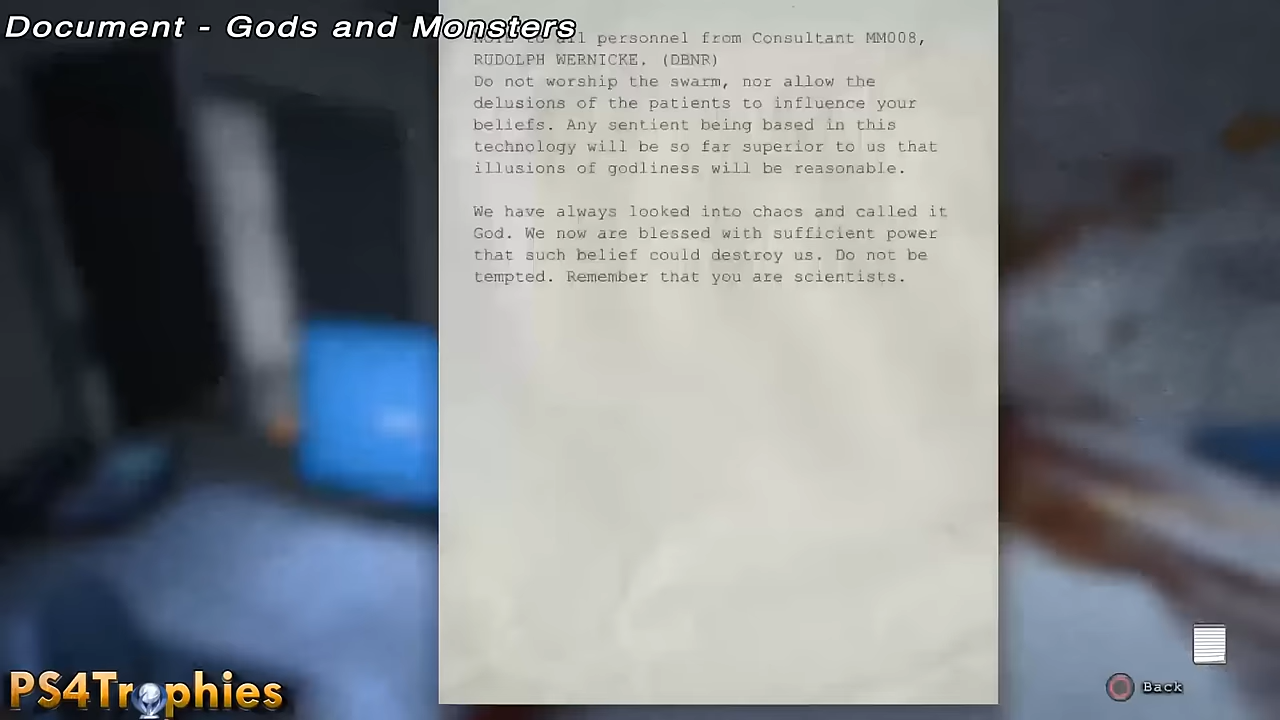 Document - Gods and Monsters
NOTE to all personnel from Consultant MM008,
RUDOLPH WERNICKE, (DBNR)
Do not worship the swarm, nor allow the
delusions of the patients to influence your
beliefs. Any sentient being based in this
technology will be so far superior to us that
illusions of godliness will be reasonable.
We have always looked into chaos and called it
God. We now are blessed with sufficient power
that such belief could destroy us. Do not be
tempted. Remember that you are scientists.
PS4Trophies
Back